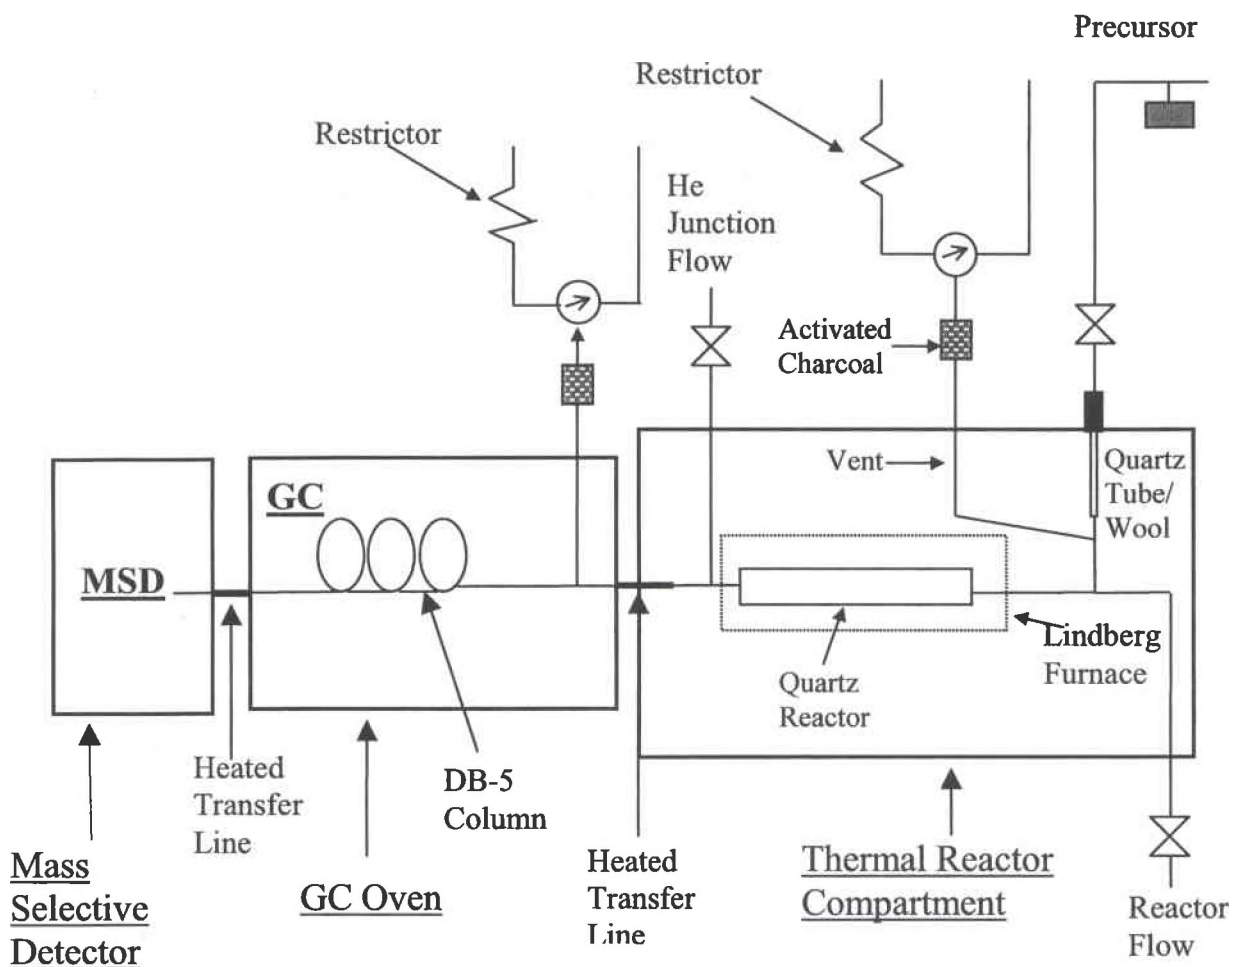 Precursor
Restrictor
Restrictor
He
Junction
Flow
Activated
Charcoal
Vent
Quartz
Tube/
Wool
GC
MSD
Lindberg
Furnace
Quartz
Reactor
Heated
Transfer
Line
DB-5
Column
Mass
Selective
Detector
GC Oven
Heated
Transfer
Line
Thermal Reactor
Compartment
Reactor
Flow